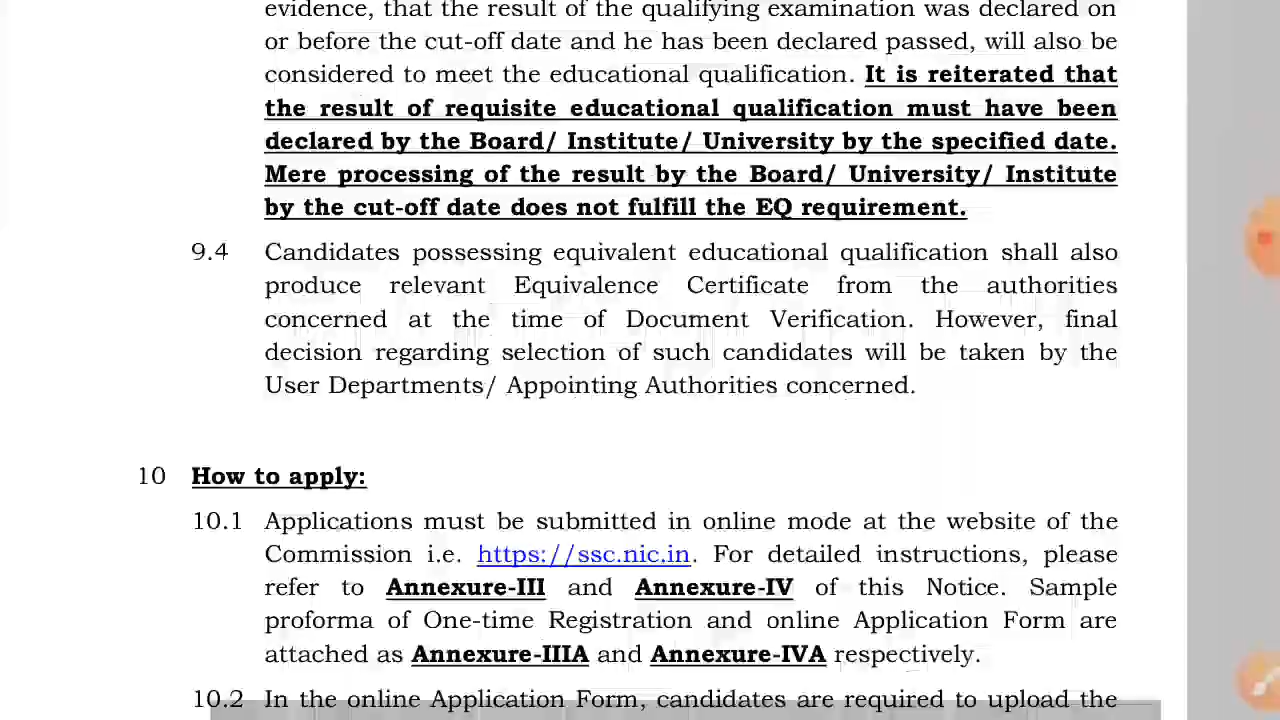 evidence, that the result of the qualifying examination was declared on
or before the cut-off date and he has been declared passed, will also be
considered to meet the educational qualification. It is reiterated that
the result of requisite educational qualification must have been
declared by the Board/ Institute/ University by the specified date.
Mere processing of the result by the Board/ University/ Institute
by the cut-off date does not fulfill the EQ requirement.
9.4 Candidates possessing equivalent educational qualification shall also
produce relevant Equivalence Certificate from the authorities
concerned at the time of Document Verification. However, final
decision regarding selection of such candidates will be taken by the
User Departments/ Appointing Authorities concerned.
10 How to apply:
10.1 Applications must be submitted in online mode at the website of the
Commission i.e. https://ssc.nic.in. For detailed instructions, please
refer to Annexure-III and Annexure-IV of this Notice. Sample
proforma of One-time Registration and online Application Form are
attached as Annexure-IIIA and Annexure-IVA respectively.
10.2 In the online Application Form, candidates are required to upload the